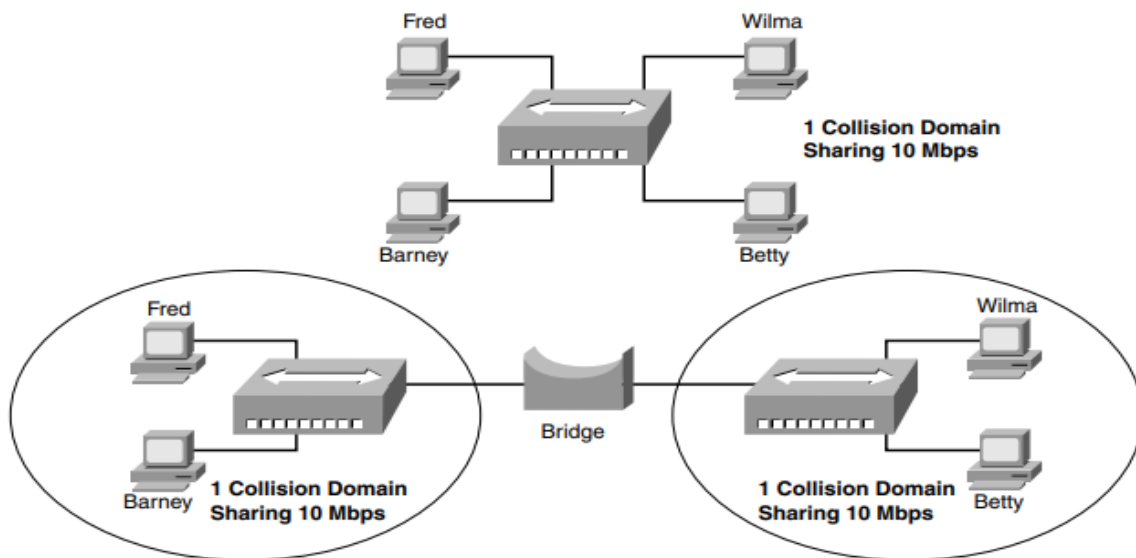 Fred
Wilma
1 Collision Domain
Sharing 10 Mbps
Barney
Betty
Fred
Wilma
Bridge
Barney
1 Collision Domain
Sharing 10 Mbps
1 Collision Domain
Sharing 10 Mbps
Betty